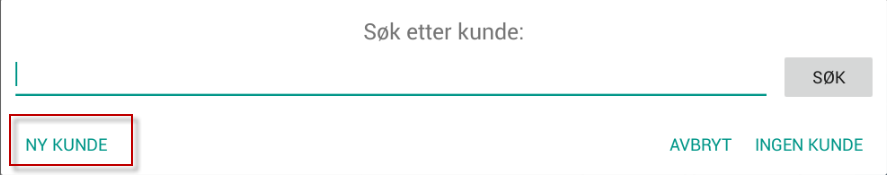 Søk etter kunde:
SØK
NY KUNDE AVBRYT INGEN KUNDE